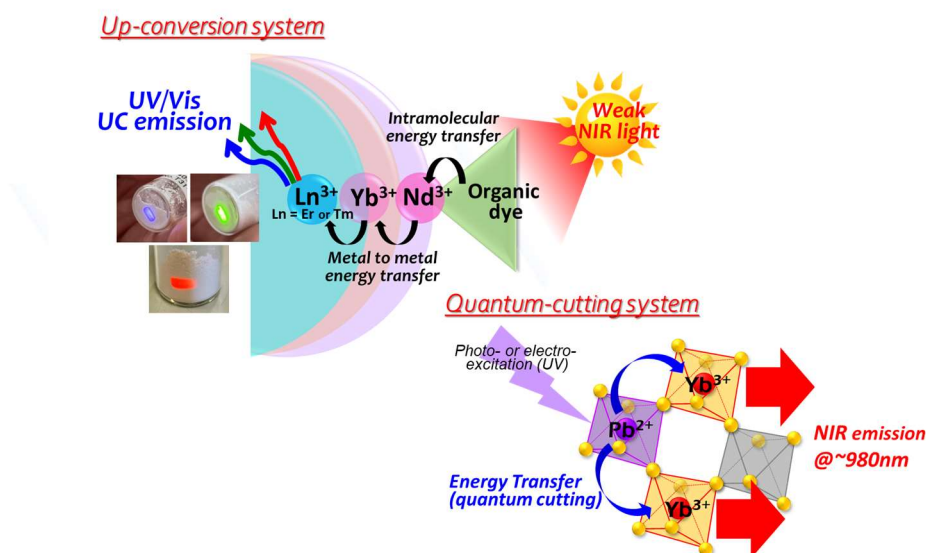 Up-conversion system
UV/Vis
UC emission
Intramolecular
energy transfer
Weak
NIR light
Ln³⁺
Ln = Er or Tm
Yb³⁺
Nd³⁺
Organic
dye
Metal to metal
energy transfer
Quantum-cutting system
Photo- or electro-
excitation (UV)
Yb³⁺
Pb²⁺
NIR emission
@~980nm
Energy Transfer
(quantum cutting)
Yb³⁺